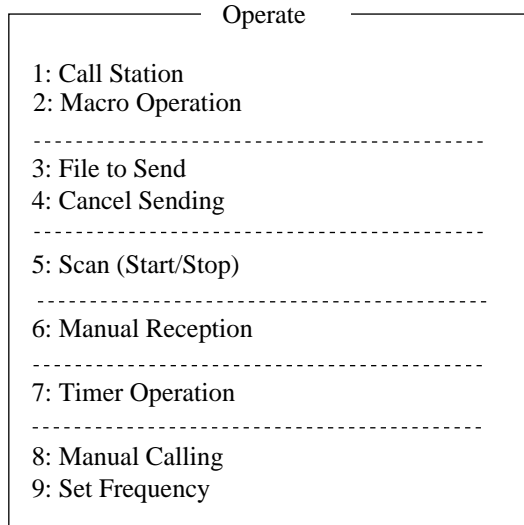 Operate
1: Call Station
2: Macro Operation
3: File to Send
4: Cancel Sending
5: Scan (Start/Stop)
6: Manual Reception
7: Timer Operation
8: Manual Calling
9: Set Frequency